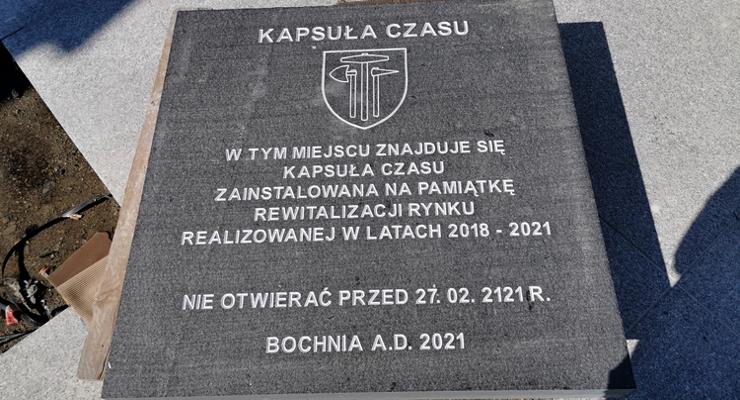 KAPSUŁA CZASU
W TYM MIEJSCU ZNAJDUJE SIĘ
KAPSUŁA CZASU
ZAINSTALOWANA NA PAMIĄTKĘ
REWITALIZACJI RYNKU
REALIZOWANEJ W LATACH 2018 - 2021
NIE OTWIERAĆ PRZED 27. 02. 2121 R.
BOCHNIA A.D. 2021